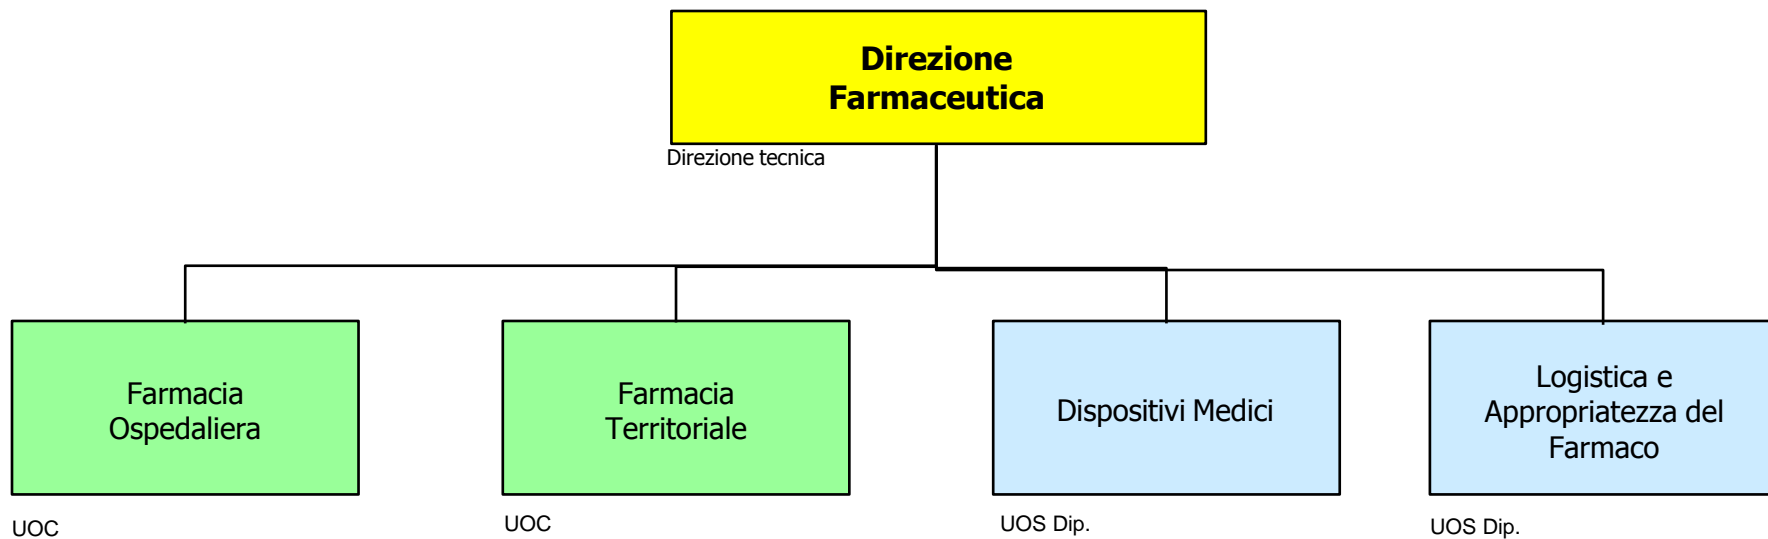 Direzione
Farmaceutica
Direzione tecnica
Farmacia
Ospedaliera
Farmacia
Territoriale
Dispositivi Medici
Logistica e
Appropriatezza del
Farmaco
UOC
UOC
UOS Dip.
UOS Dip.